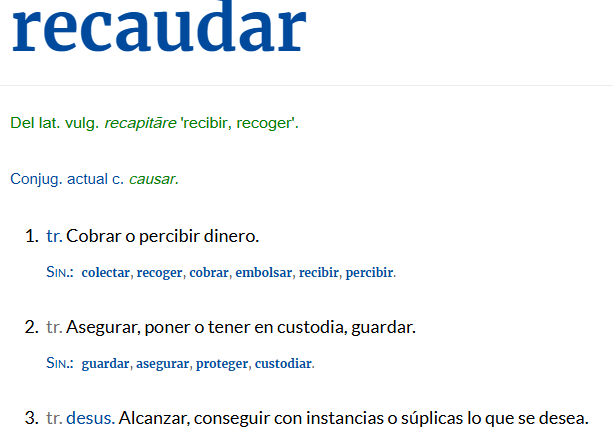 recaudar
Del lat. vulg. recapitāre 'recibir, recoger'.
Conjug. actual c. causar.
1. tr. Cobrar o percibir dinero.
Sin.: colectar, recoger, cobrar, embolsar, recibir, percibir.
2. tr. Asegurar, poner o tener en custodia, guardar.
Sin.: guardar, asegurar, proteger, custodiar.
3. tr. desus. Alcanzar, conseguir con instancias o súplicas lo que se desea.